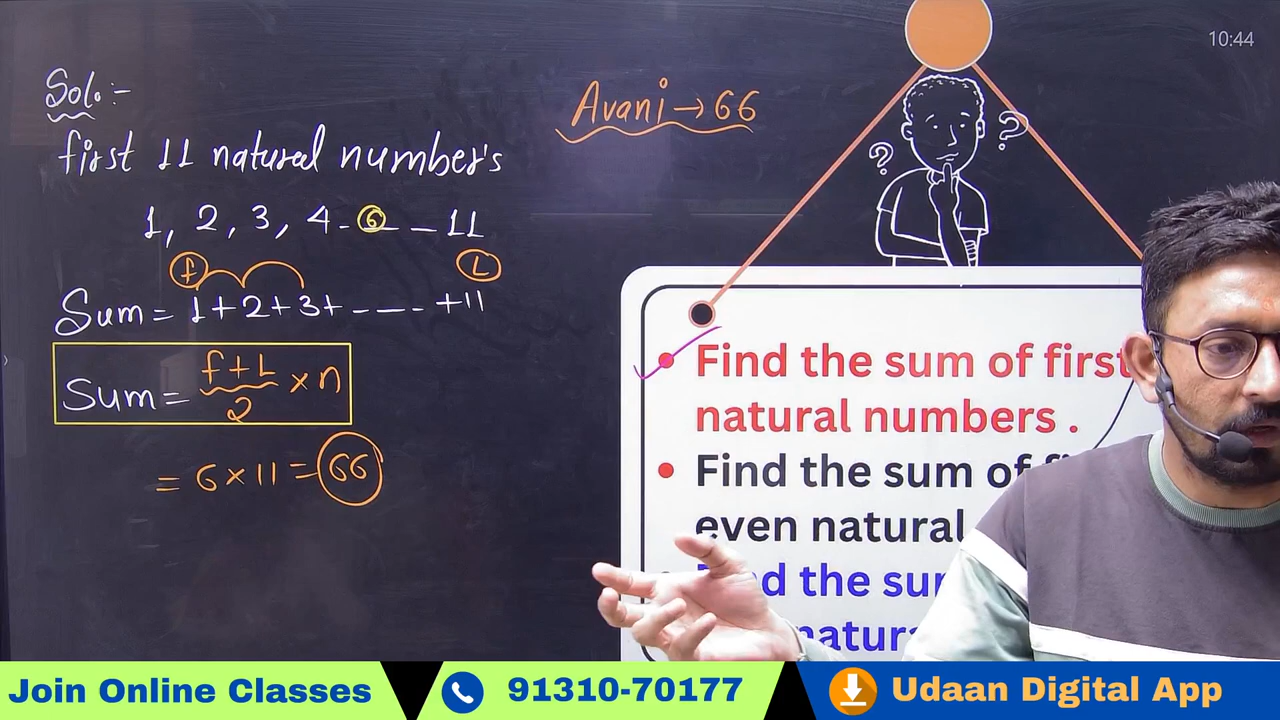 10:44
Sol:-
Avani → 66
first 11 natural number's
1, 2, 3, 4 - 6 - - 11
f L
Sum = 1+2+3+ - - - - +11
Sum = f+L/2 × n
= 6×11 = 66
? ?
Find the sum of first
natural numbers .
Find the sum of
even natural
the
natura
Join Online Classes
91310-70177
Udaan Digital App